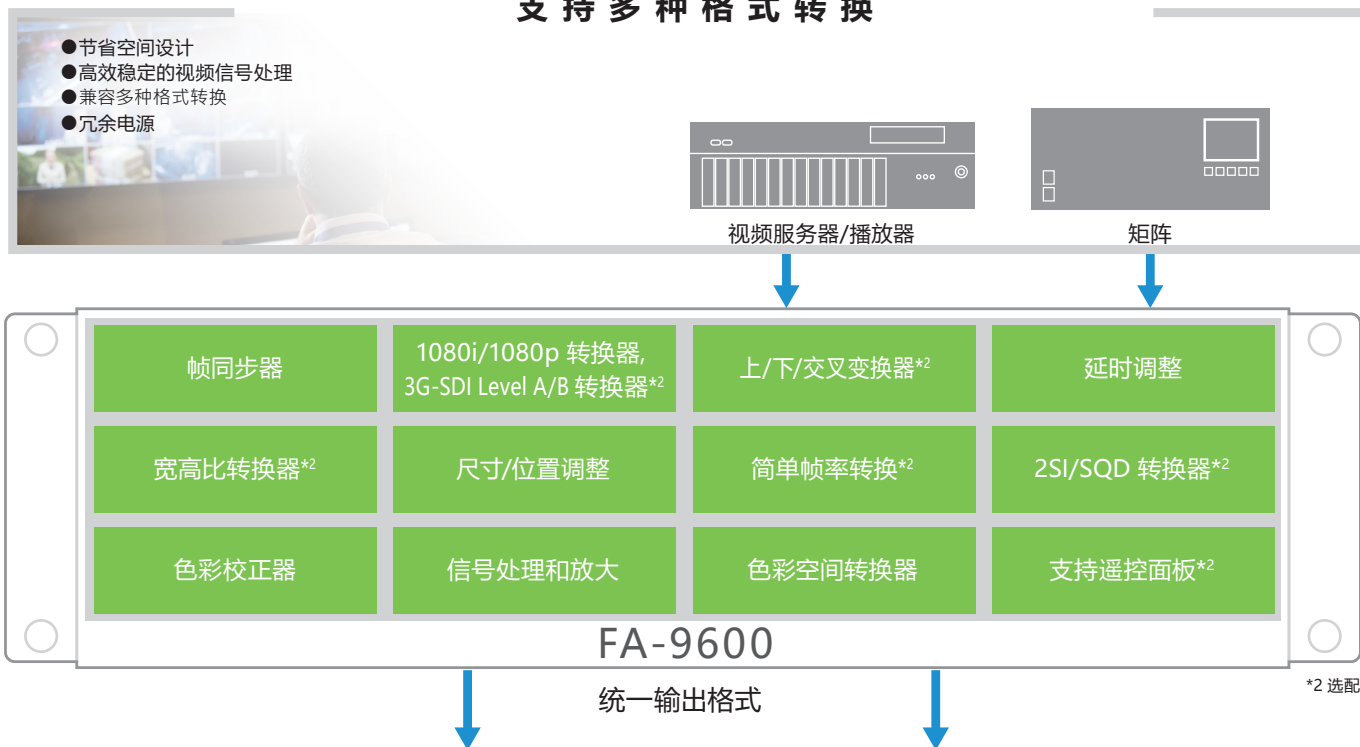 支持多种格式转换
●节省空间设计
●高效稳定的视频信号处理
●兼容多种格式转换
●冗余电源
视频服务器/播放器
矩阵
帧同步器
1080i/1080p 转换器,
3G-SDI Level A/B 转换器*2
上/下/交叉变换器*2
延时调整
宽高比转换器*2
尺寸/位置调整
简单帧率转换*2
2SI/SQD 转换器*2
色彩校正器
信号处理和放大
色彩空间转换器
支持遥控面板*2
FA-9600
统一输出格式
*2 选配